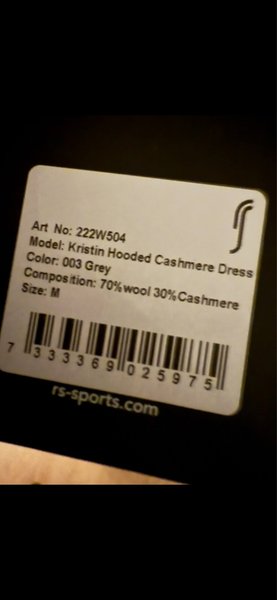 Art No: 222W504
Model: Kristin Hooded Cashmere Dress
Color: 003 Grey
Composition: 70%wool 30%Cashmere
Size: M
7 333369 025975
rs-sports.com